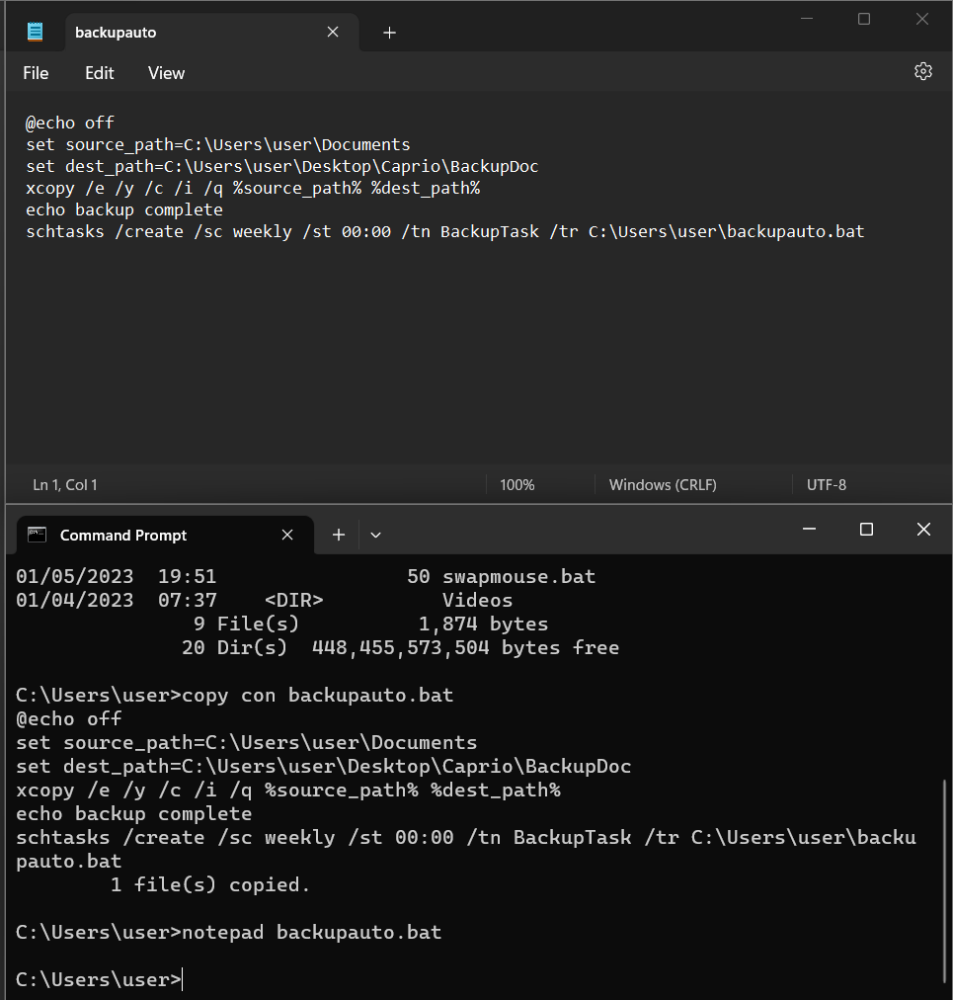 backupauto
File Edit View
@echo off
set source_path=C:\Users\user\Documents
set dest_path=C:\Users\user\Desktop\Caprio\BackupDoc
xcopy /e /y /c /i /q %source_path% %dest_path%
echo backup complete
schtasks /create /sc weekly /st 00:00 /tn BackupTask /tr C:\Users\user\backupauto.bat
Ln 1, Col 1 100% Windows (CRLF) UTF-8
Command Prompt
01/05/2023  19:51                50 swapmouse.bat
01/04/2023  07:37    <DIR>          Videos
               9 File(s)          1,874 bytes
              20 Dir(s)  448,455,573,504 bytes free
C:\Users\user>copy con backupauto.bat
@echo off
set source_path=C:\Users\user\Documents
set dest_path=C:\Users\user\Desktop\Caprio\BackupDoc
xcopy /e /y /c /i /q %source_path% %dest_path%
echo backup complete
schtasks /create /sc weekly /st 00:00 /tn BackupTask /tr C:\Users\user\backu
pauto.bat
        1 file(s) copied.
C:\Users\user>notepad backupauto.bat
C:\Users\user>